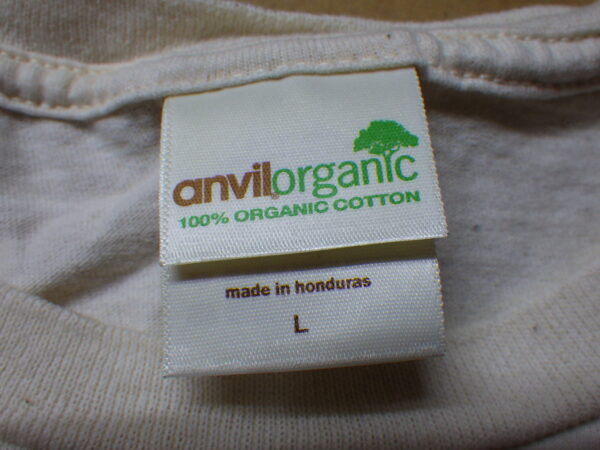 anvilorganic
100% ORGANIC COTTON
made in honduras
L